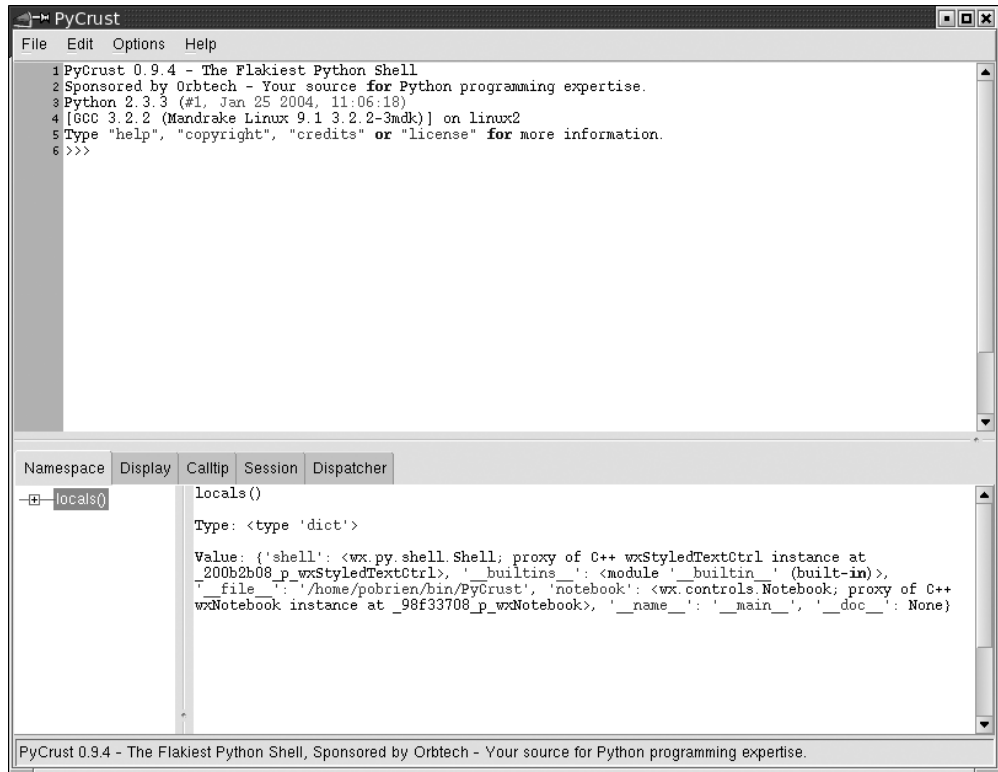 PyCrust
File Edit Options Help
1 PyCrust 0.9.4 - The Flakiest Python Shell
2 Sponsored by Orbtech - Your source for Python programming expertise.
3 Python 2.3.3 (#1, Jan 25 2004, 11:06:18)
4 [GCC 3.2.2 (Mandrake Linux 9.1 3.2.2-3mdk)] on linux2
5 Type "help", "copyright", "credits" or "license" for more information.
6 >>>
Namespace Display Calltip Session Dispatcher
locals()
locals()
Type: <type 'dict'>
Value: {'shell': <wx.py.shell.Shell; proxy of C++ wxStyledTextCtrl instance at
_200b2b08_p_wxStyledTextCtrl>, '__builtins__': <module '__builtin__' (built-in)>,
'__file__': '/home/pobrien/bin/PyCrust', 'notebook': <wx.controls.Notebook; proxy of C++
wxNotebook instance at _98f33708_p_wxNotebook>, '__name__': '__main__', '__doc__': None}
PyCrust 0.9.4 - The Flakiest Python Shell, Sponsored by Orbtech - Your source for Python programming expertise.